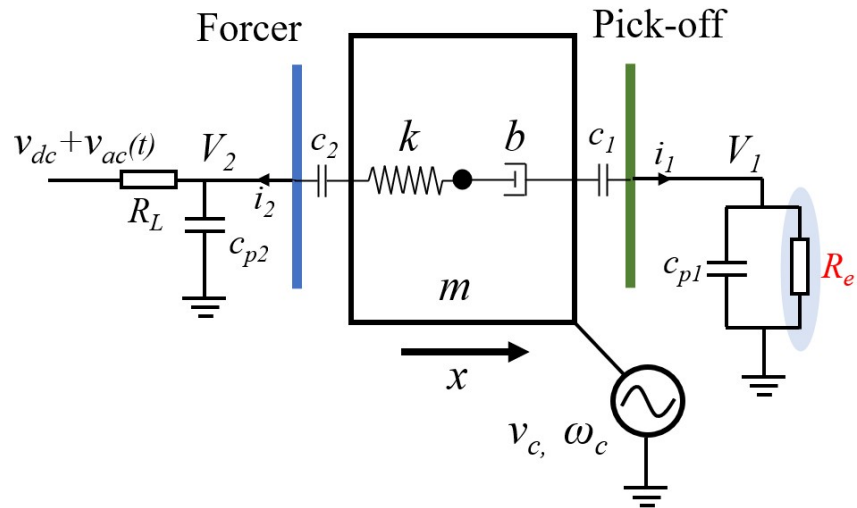 Forcer
Pick-off
v_dc+v_ac(t)
V_2
c_2
k
b
c_1
i_1
V_1
R_L
i_2
c_p2
c_p1
R_e
m
x
v_c, ω_c